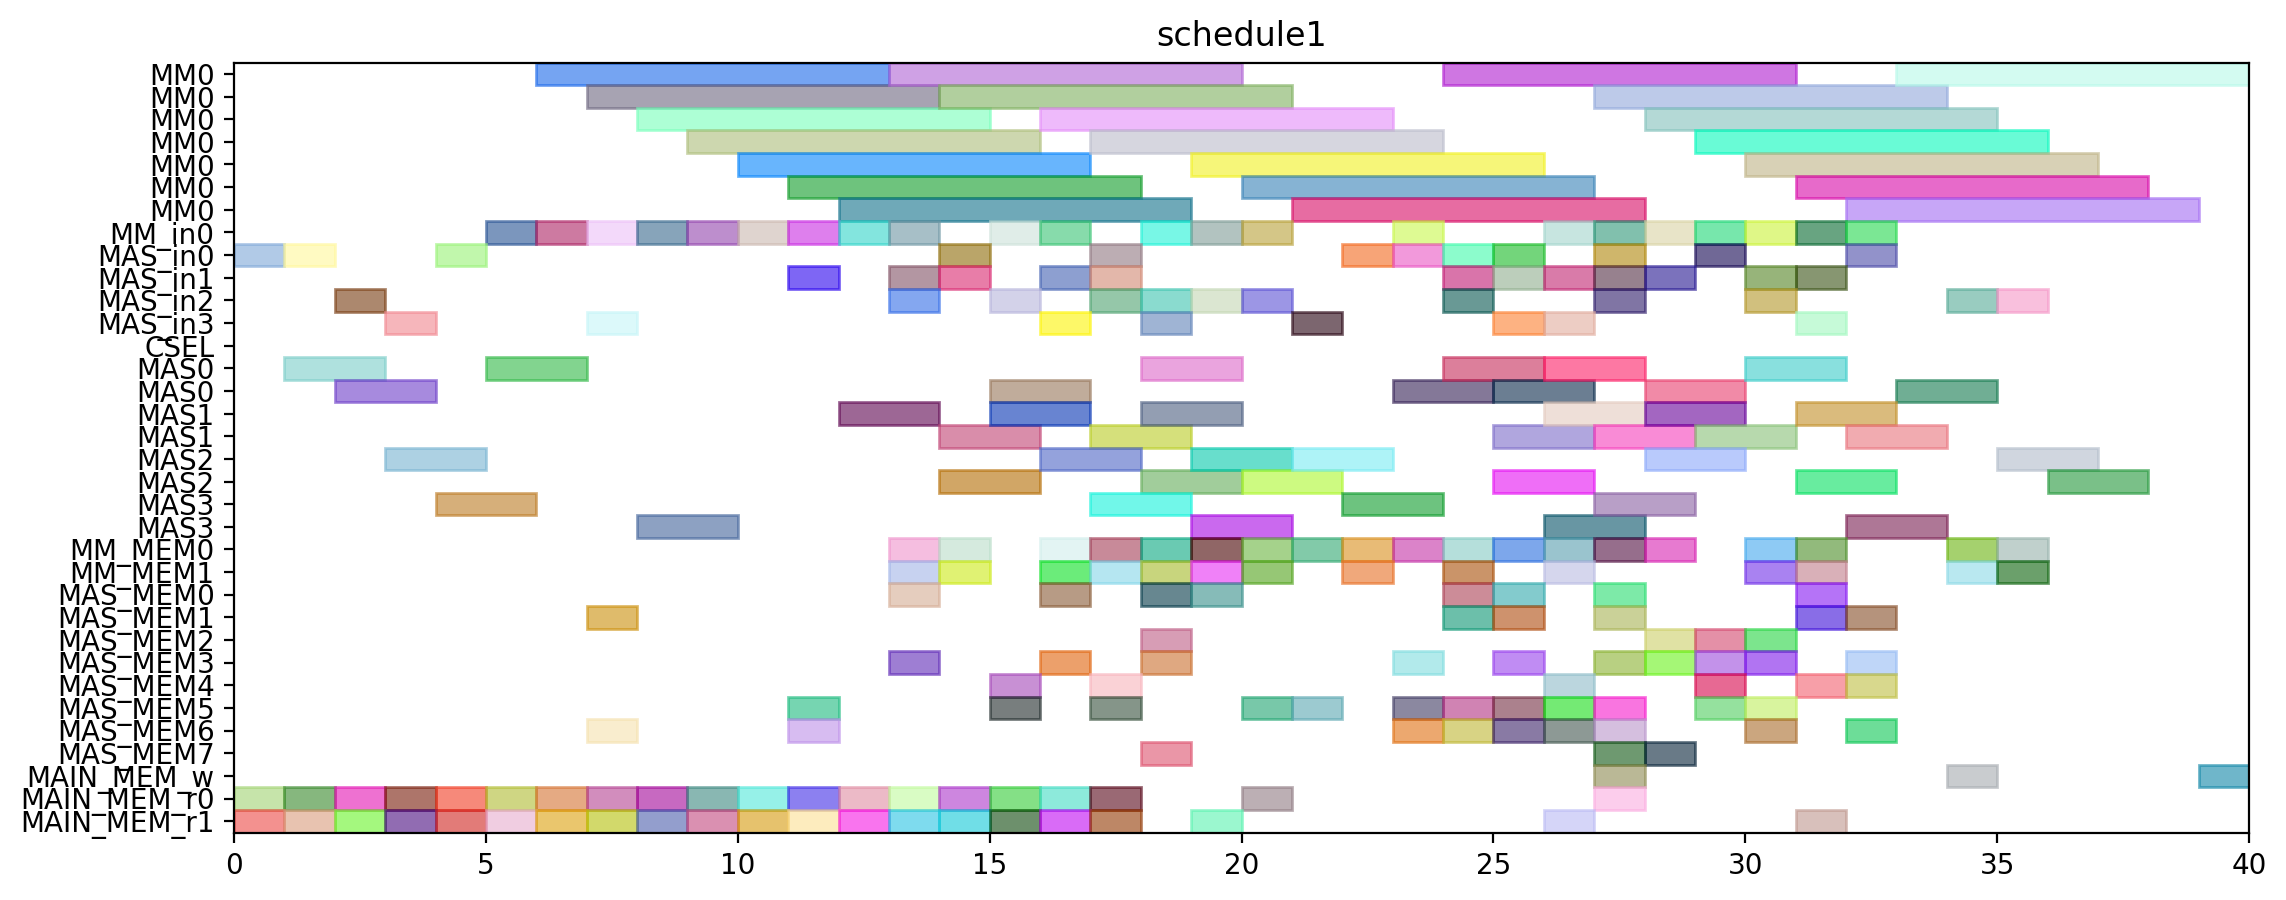 schedule1
MM0
MM0
MM0
MM0
MM0
MM0
MM0
MM_in0
MAS_in0
MAS_in1
MAS_in2
MAS_in3
CSEL
MAS0
MAS0
MAS1
MAS1
MAS2
MAS2
MAS3
MAS3
MM_MEM0
MM_MEM1
MAS_MEM0
MAS_MEM1
MAS_MEM2
MAS_MEM3
MAS_MEM4
MAS_MEM5
MAS_MEM6
MAS_MEM7
MAIN_MEM_w
MAIN_MEM_r0
MAIN_MEM_r1
0 5 10 15 20 25 30 35 40